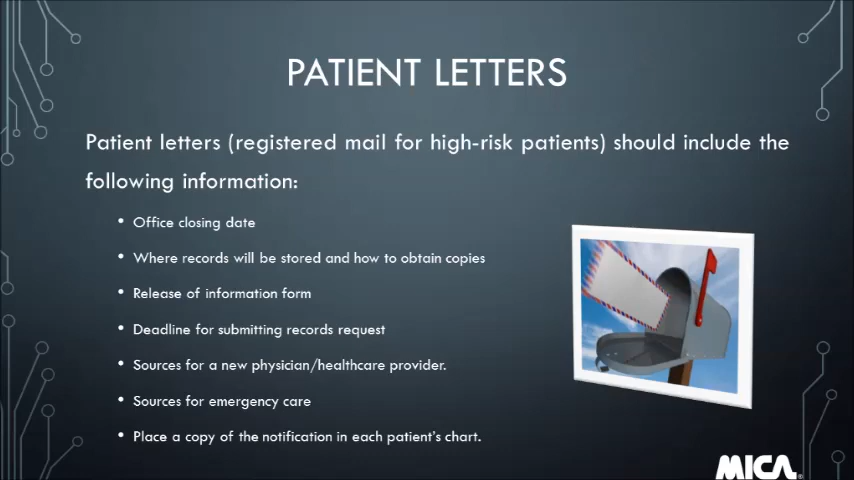 PATIENT LETTERS
Patient letters (registered mail for high-risk patients) should include the
following information:
• Office closing date
• Where records will be stored and how to obtain copies
• Release of information form
• Deadline for submitting records request
• Sources for a new physician/healthcare provider.
• Sources for emergency care
• Place a copy of the notification in each patient's chart.
MICA®